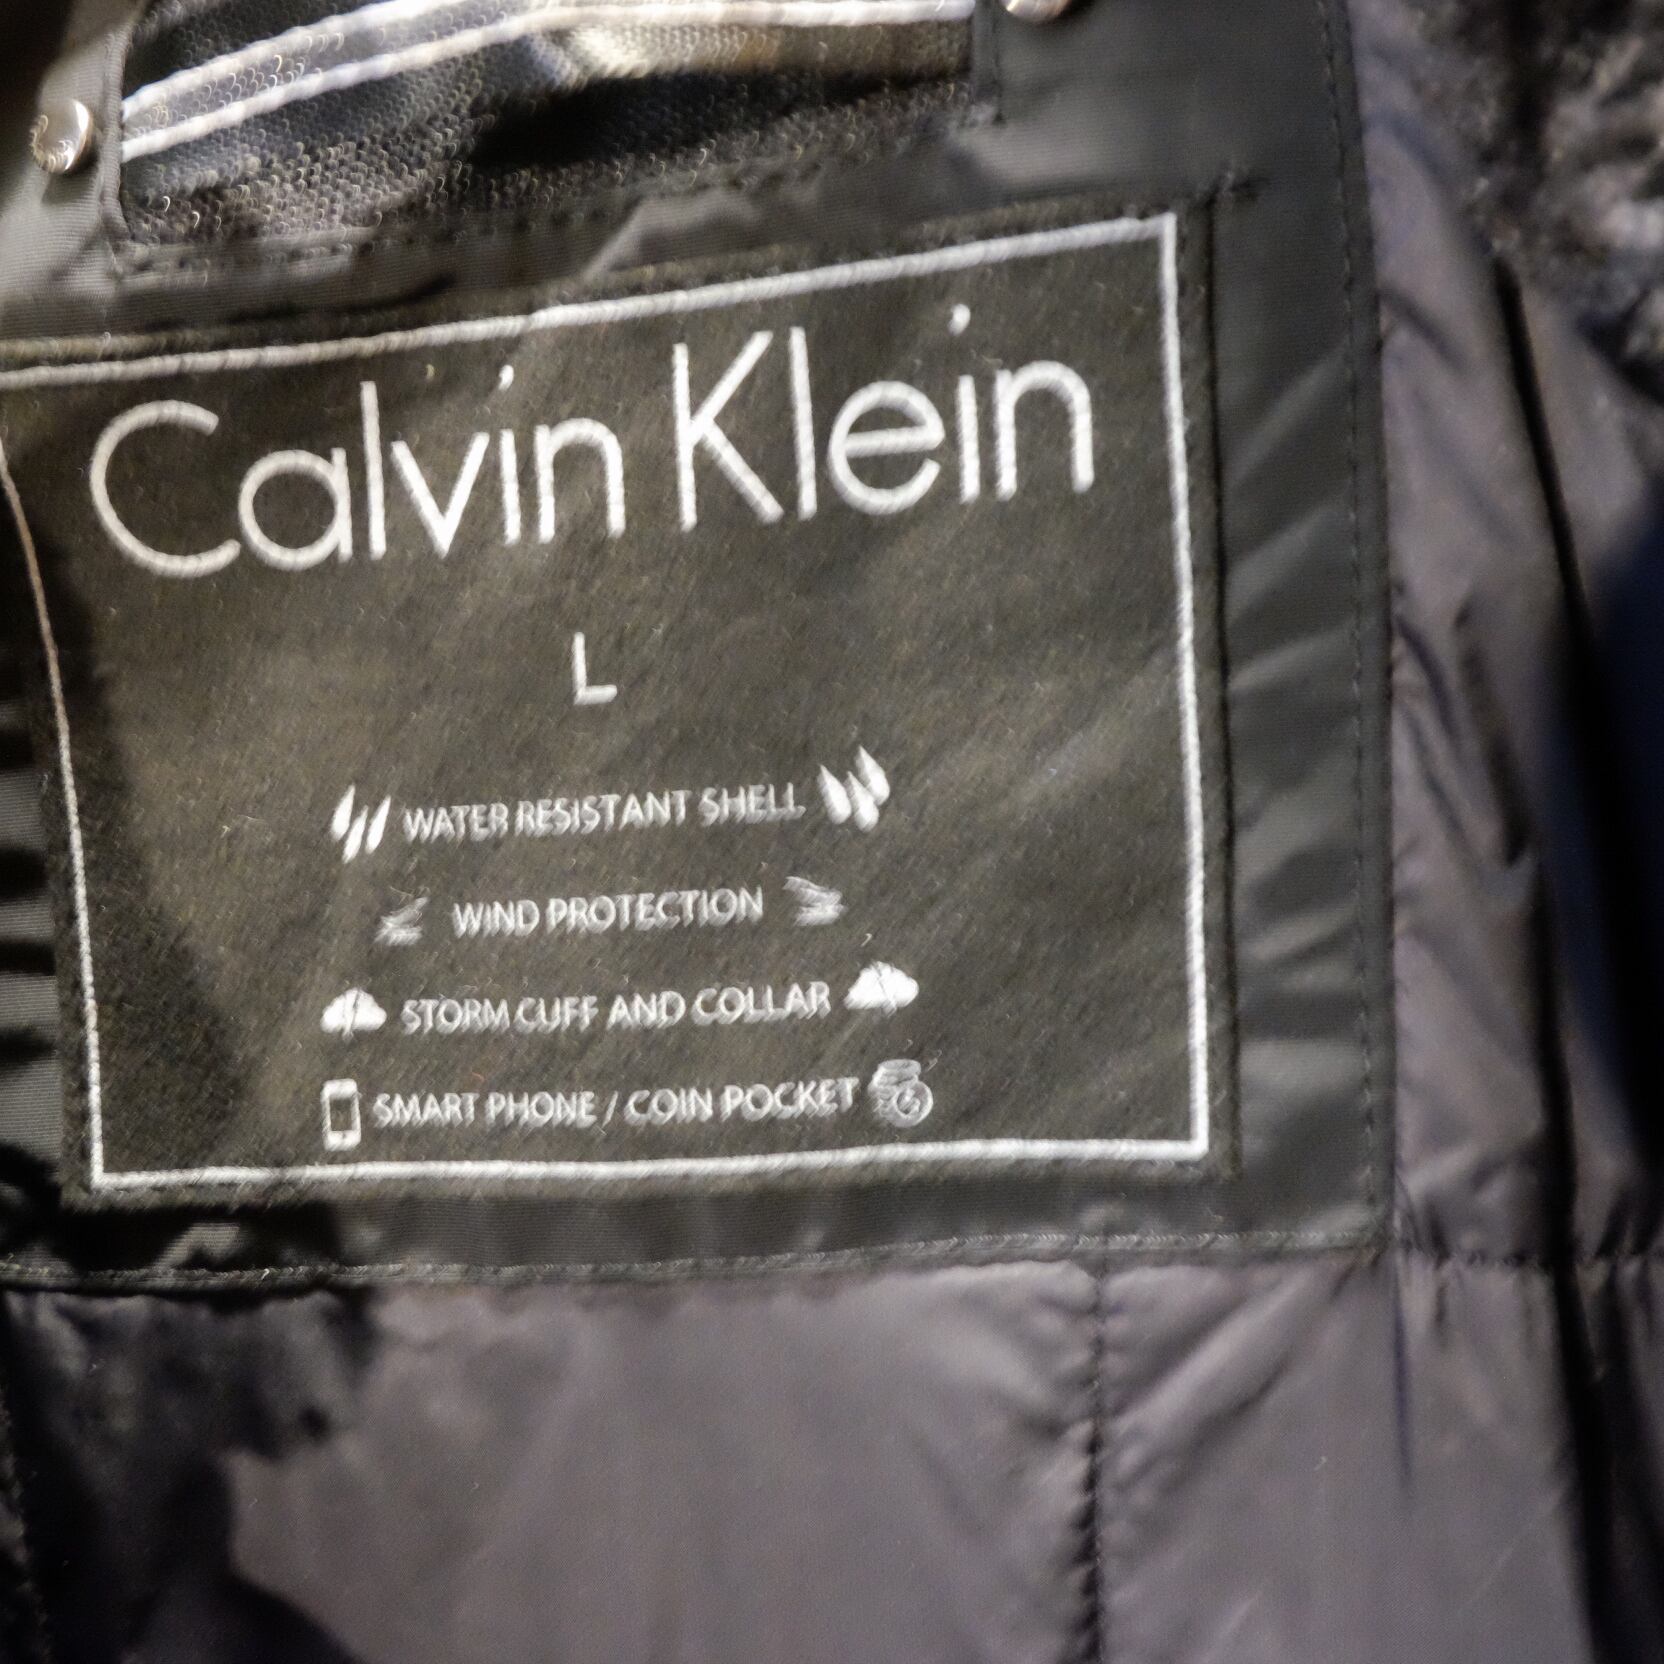 Calvin Klein
L
WATER RESISTANT SHELL
WIND PROTECTION
STORM CUFF AND COLLAR
SMART PHONE / COIN POCKET